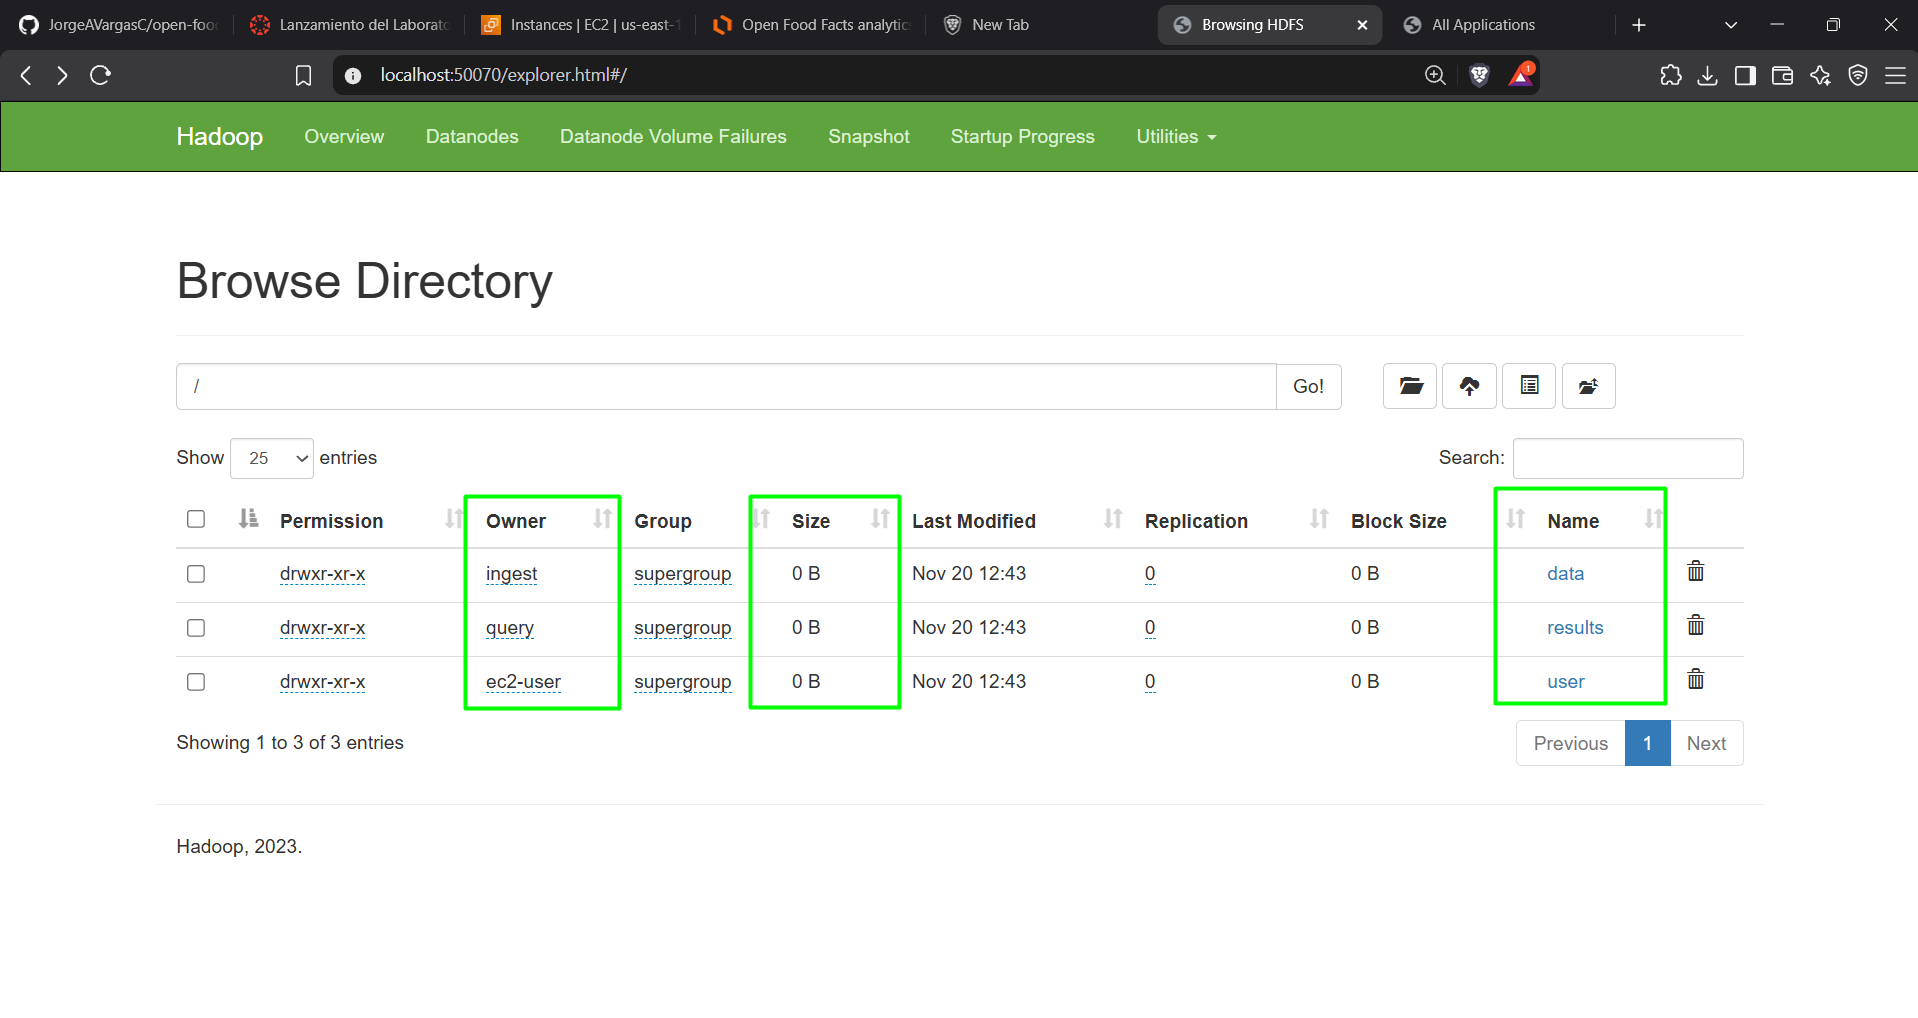 JorgeAVargasC/open-foo
Lanzamiento del Laborato
Instances | EC2 | us-east-1
Open Food Facts analytic
New Tab
Browsing HDFS
All Applications
localhost:50070/explorer.html#/
1
Hadoop Overview Datanodes Datanode Volume Failures Snapshot Startup Progress Utilities
Browse Directory
/ Go!
Show 25 entries Search:
Permission Owner Group Size Last Modified Replication Block Size Name
drwxr-xr-x ingest supergroup 0 B Nov 20 12:43 0 0 B data
drwxr-xr-x query supergroup 0 B Nov 20 12:43 0 0 B results
drwxr-xr-x ec2-user supergroup 0 B Nov 20 12:43 0 0 B user
Showing 1 to 3 of 3 entries Previous 1 Next
Hadoop, 2023.